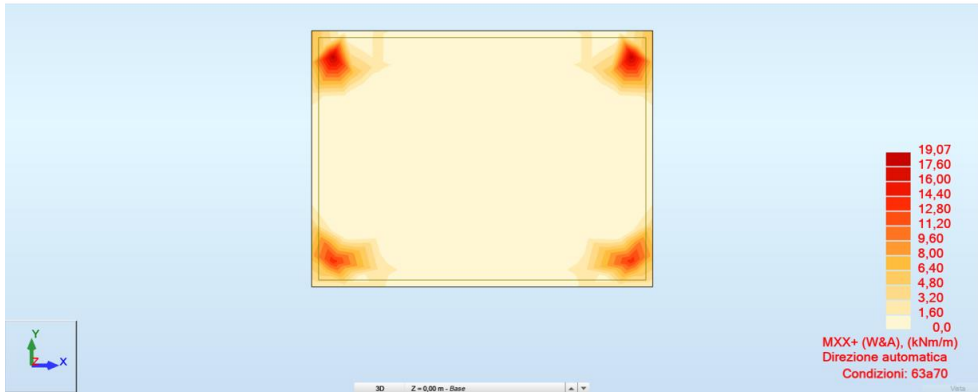 19,07
17,60
16,00
14,40
12,80
11,20
9,60
8,00
6,40
4,80
3,20
1,60
0,0
MXX+ (W&A), (kNm/m)
Direzione automatica
Condizioni: 63a70
Y
Z
X
3D Z = 0,00 m - Base
Vista